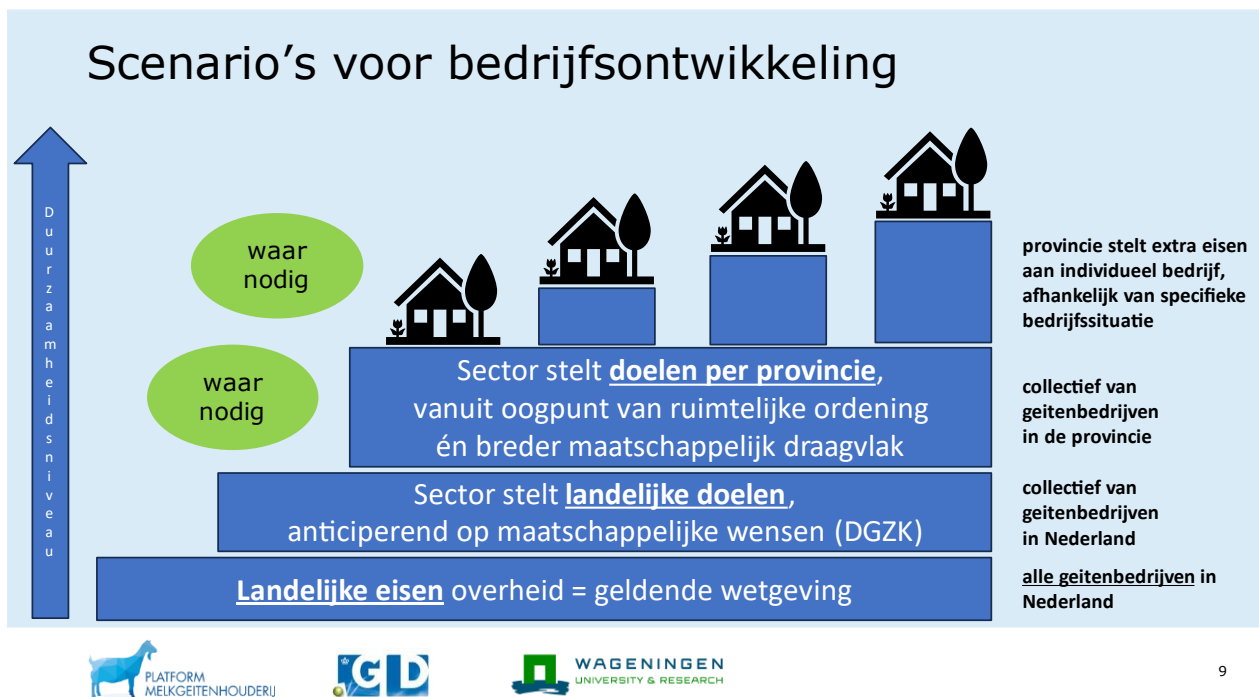 Scenario’s voor bedrijfsontwikkeling
Duurzaamheidsniveau
waar
nodig
provincie stelt extra eisen
aan individueel bedrijf,
afhankelijk van specifieke
bedrijfssituatie
waar
nodig
Sector stelt doelen per provincie,
vanuit oogpunt van ruimtelijke ordening
én breder maatschappelijk draagvlak
collectief van
geitenbedrijven
in de provincie
Sector stelt landelijke doelen,
anticiperend op maatschappelijke wensen (DGZK)
collectief van
geitenbedrijven
in Nederland
Landelijke eisen overheid = geldende wetgeving
alle geitenbedrijven in
Nederland
PLATFORM
MELKGEITENHOUDERIJ
GD
WAGENINGEN
UNIVERSITY & RESEARCH
9